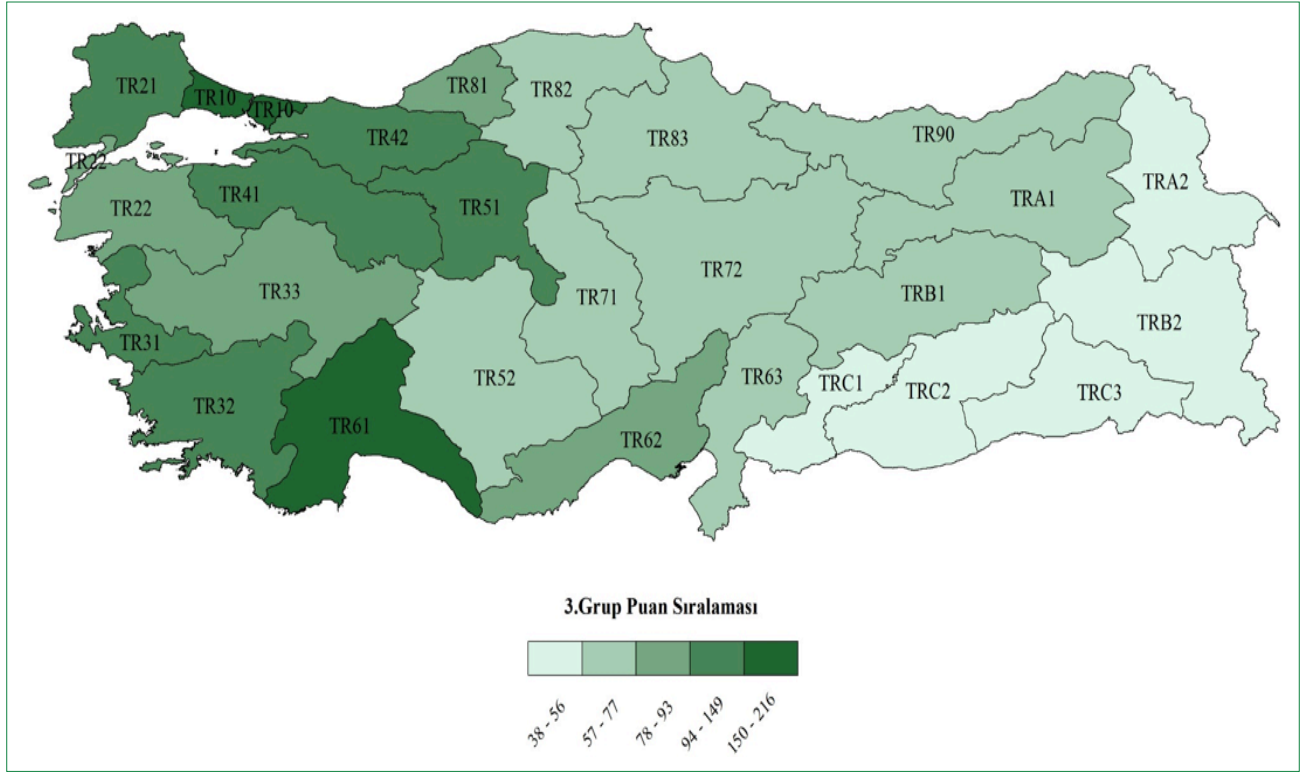 TR21
TR10
TR10
TR81
TR82
TR42
TR83
TR90
TR22
TR22
TR41
TR51
TRA1
TRA2
TR33
TR71
TR72
TRB1
TRB2
TR31
TR32
TR61
TR52
TR62
TR63
TRC1
TRC2
TRC3
3.Grup Puan Sıralaması
38 - 56
57 - 77
78 - 93
94 - 149
150 - 216